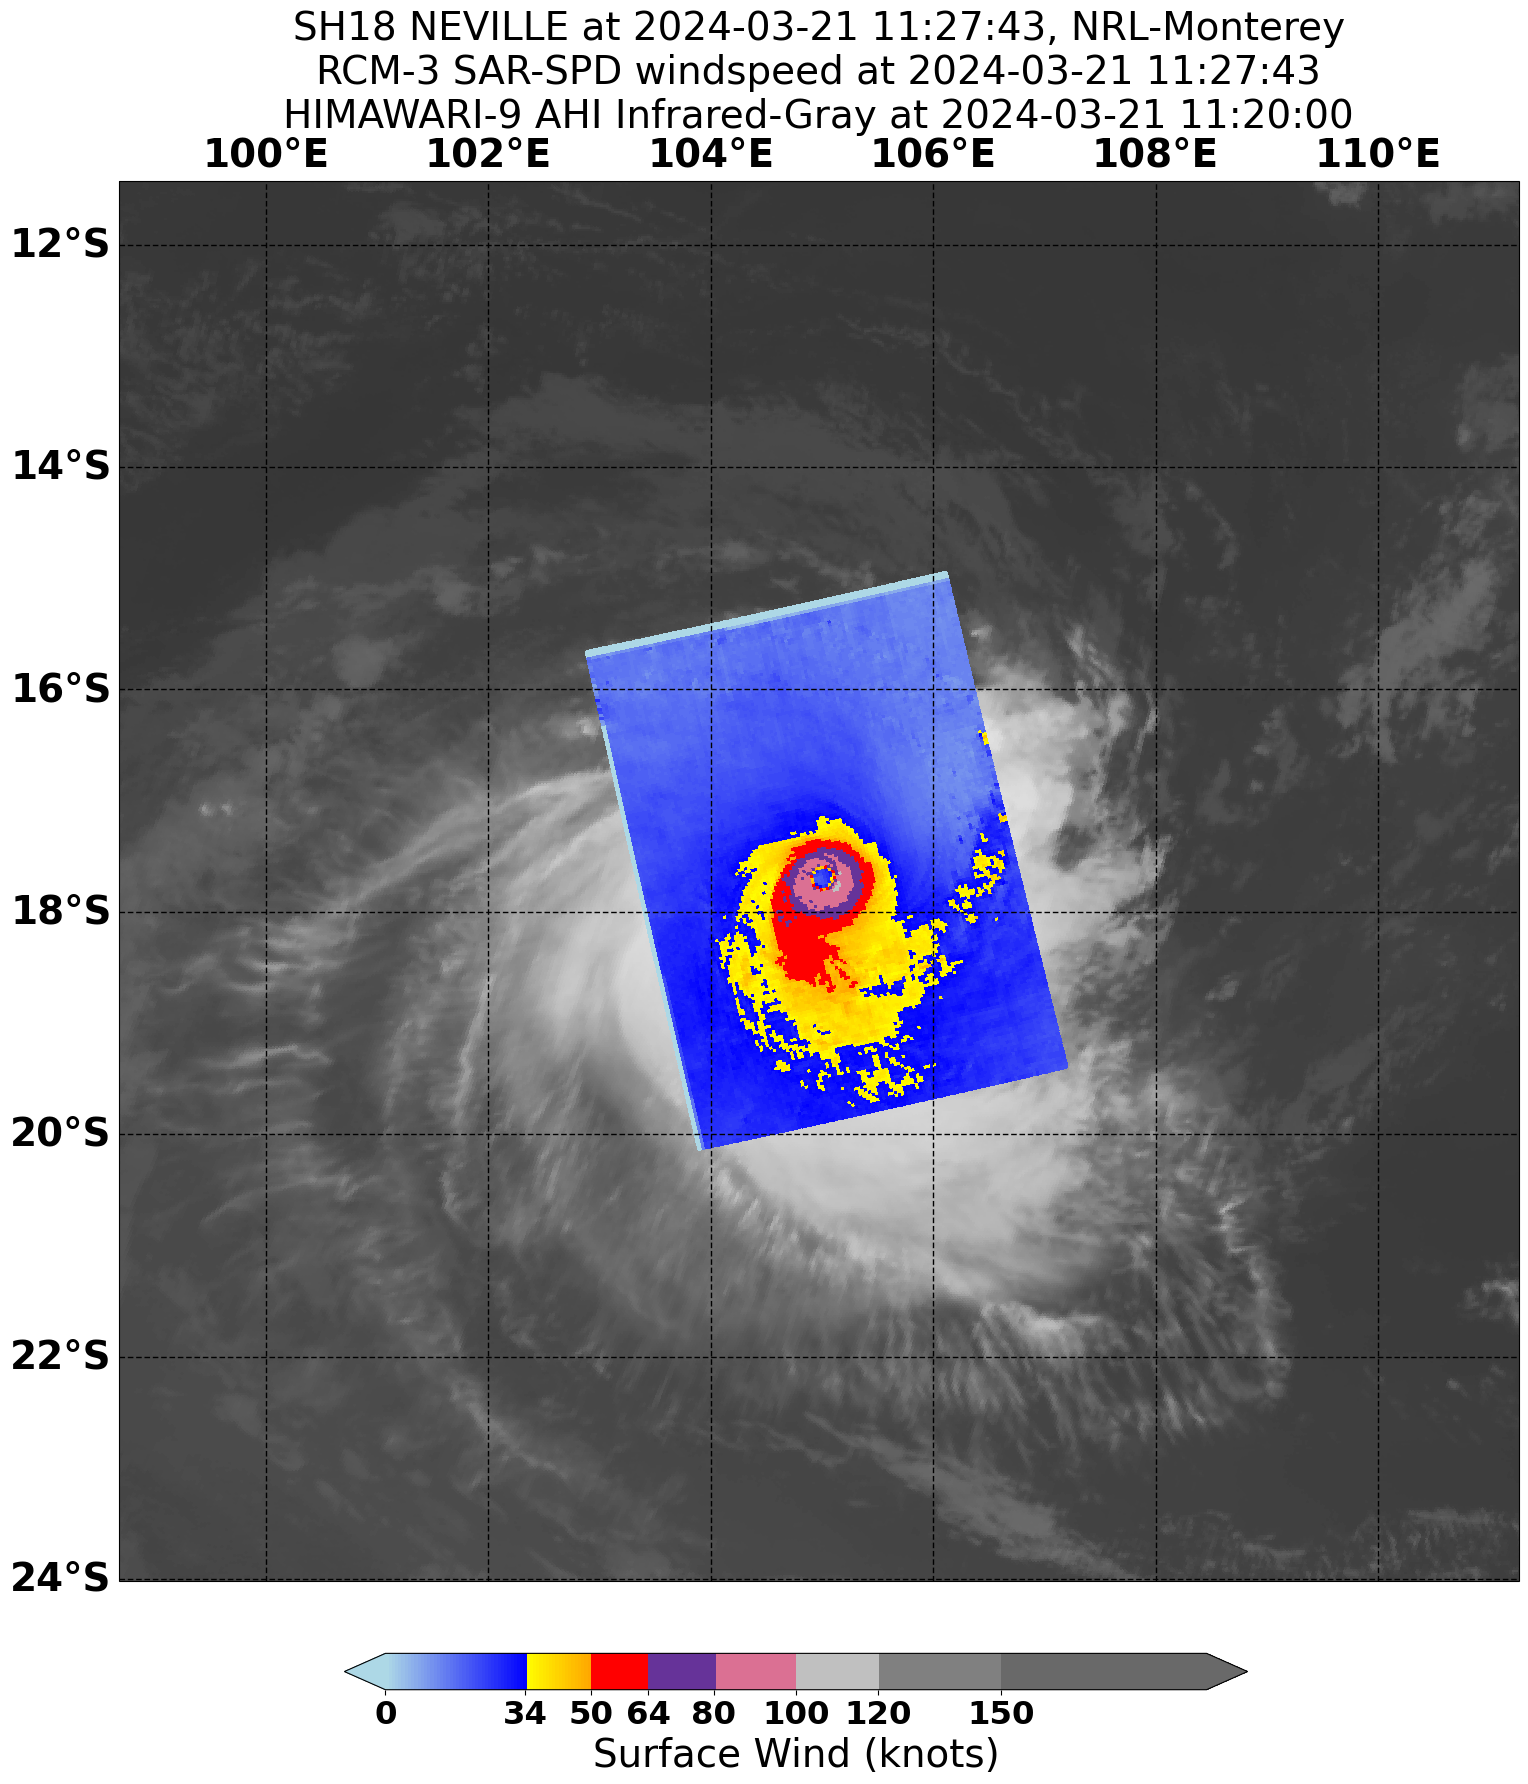 SH18 NEVILLE at 2024-03-21 11:27:43, NRL-Monterey
RCM-3 SAR-SPD windspeed at 2024-03-21 11:27:43
HIMAWARI-9 AHI Infrared-Gray at 2024-03-21 11:20:00
100°E 102°E 104°E 106°E 108°E 110°E
12°S
14°S
16°S
18°S
20°S
22°S
24°S
0 34 50 64 80 100 120 150
Surface Wind (knots)